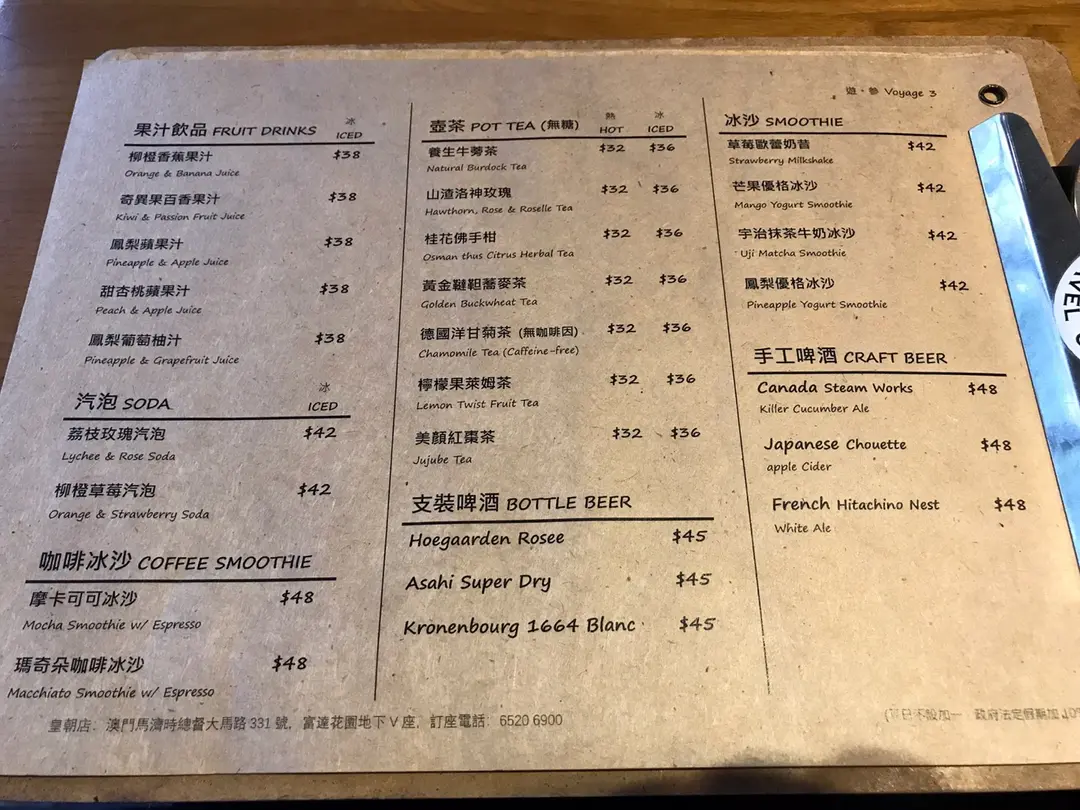 遊·參 Voyage 3
果汁飲品 FRUIT DRINKS 冰 ICED
柳橙香蕉果汁 $38
Orange & Banana Juice
奇異果百香果汁 $38
Kiwi & Passion Fruit Juice
鳳梨蘋果汁 $38
Pineapple & Apple Juice
甜杏桃蘋果汁 $38
Peach & Apple Juice
鳳梨葡萄柚汁 $38
Pineapple & Grapefruit Juice
汽泡 SODA 冰 ICED
荔枝玫瑰汽泡 $42
Lychee & Rose Soda
柳橙草莓汽泡 $42
Orange & Strawberry Soda
咖啡冰沙 COFFEE SMOOTHIE
摩卡可可冰沙 $48
Mocha Smoothie w/ Espresso
瑪奇朵咖啡冰沙 $48
Macchiato Smoothie w/ Espresso
壺茶 POT TEA (無糖) 熱 HOT 冰 ICED
養生牛蒡茶 $32 $36
Natural Burdock Tea
山渣洛神玫瑰 $32 $36
Hawthorn, Rose & Roselle Tea
桂花佛手柑 $32 $36
Osman thus Citrus Herbal Tea
黃金韃靼蕎麥茶 $32 $36
Golden Buckwheat Tea
德國洋甘菊茶 (無咖啡因) $32 $36
Chamomile Tea (Caffeine-free)
檸檬果萊姆茶 $32 $36
Lemon Twist Fruit Tea
美顏紅棗茶 $32 $36
Jujube Tea
支裝啤酒 BOTTLE BEER
Hoegaarden Rosee $45
Asahi Super Dry $45
Kronenbourg 1664 Blanc $45
冰沙 SMOOTHIE
草莓歐蕾奶昔 $42
Strawberry Milkshake
芒果優格冰沙 $42
Mango Yogurt Smoothie
宇治抹茶牛奶冰沙 $42
Uji Matcha Smoothie
鳳梨優格冰沙 $42
Pineapple Yogurt Smoothie
手工啤酒 CRAFT BEER
Canada Steam Works $48
Killer Cucumber Ale
Japanese Chouette $48
apple Cider
French Hitachino Nest $48
White Ale
皇朝店: 澳門馬濟時總督大馬路 331 號, 富達花園地下 V 座, 訂座電話: 6520 6900
政府法定假期加
VEL